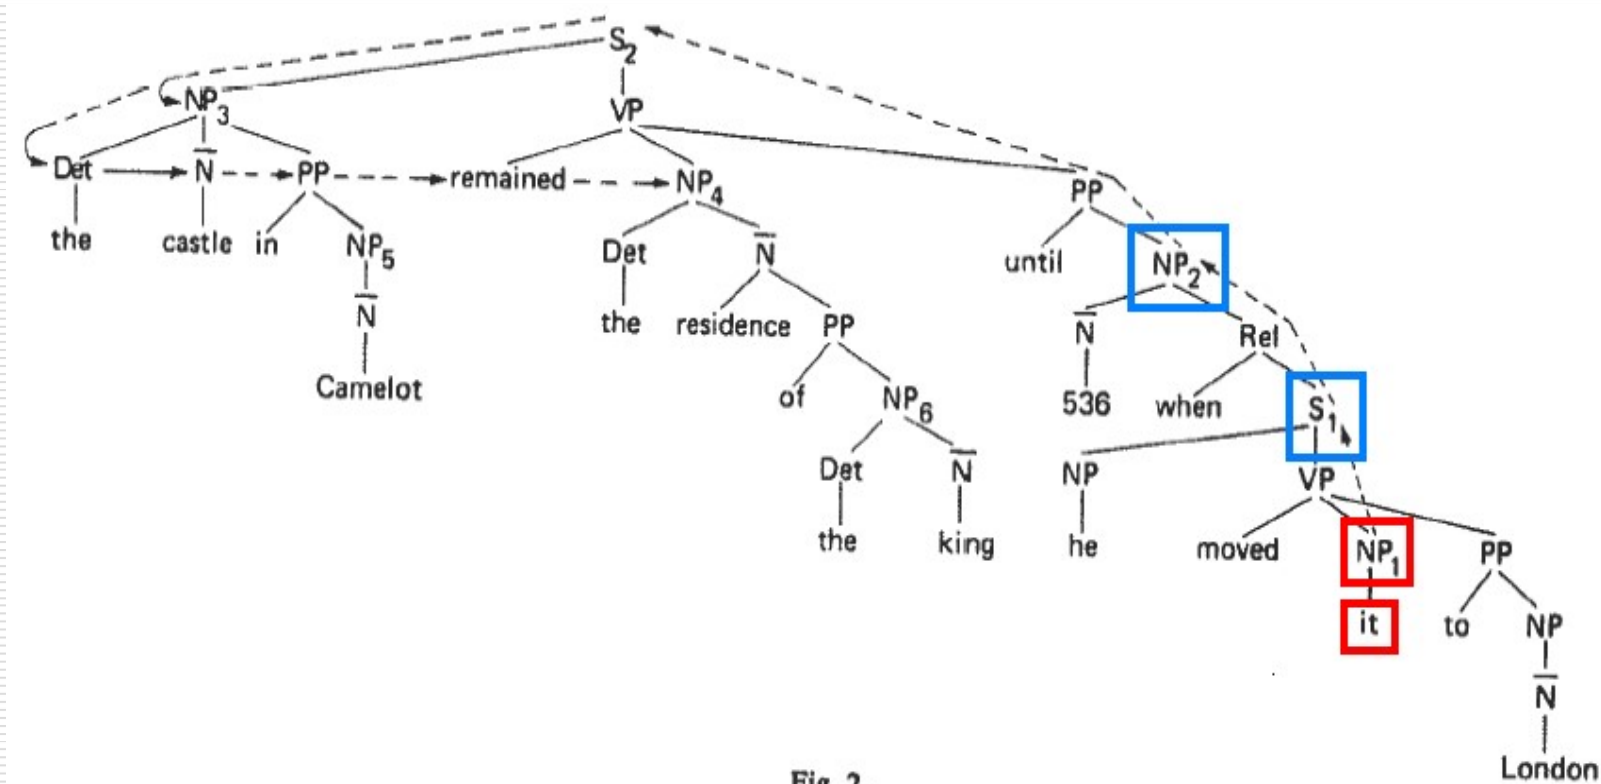 S2
NP3 VP
Det N̅ PP remained NP4 PP
the castle in NP5 Det N̅ until NP2
N̅ the residence PP N̅ Rel
Camelot of NP6 536 when S1
Det N̅ NP VP
the king he moved NP1 PP
it to NP
N̅
London